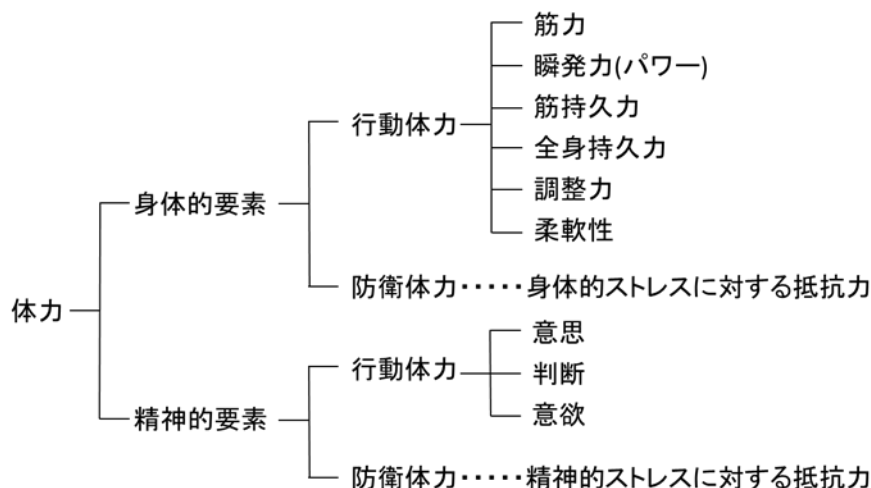 体力
身体的要素
行動体力
筋力
瞬発力(パワー)
筋持久力
全身持久力
調整力
柔軟性
防衛体力・・・・・身体的ストレスに対する抵抗力
精神的要素
行動体力
意思
判断
意欲
防衛体力・・・・・精神的ストレスに対する抵抗力